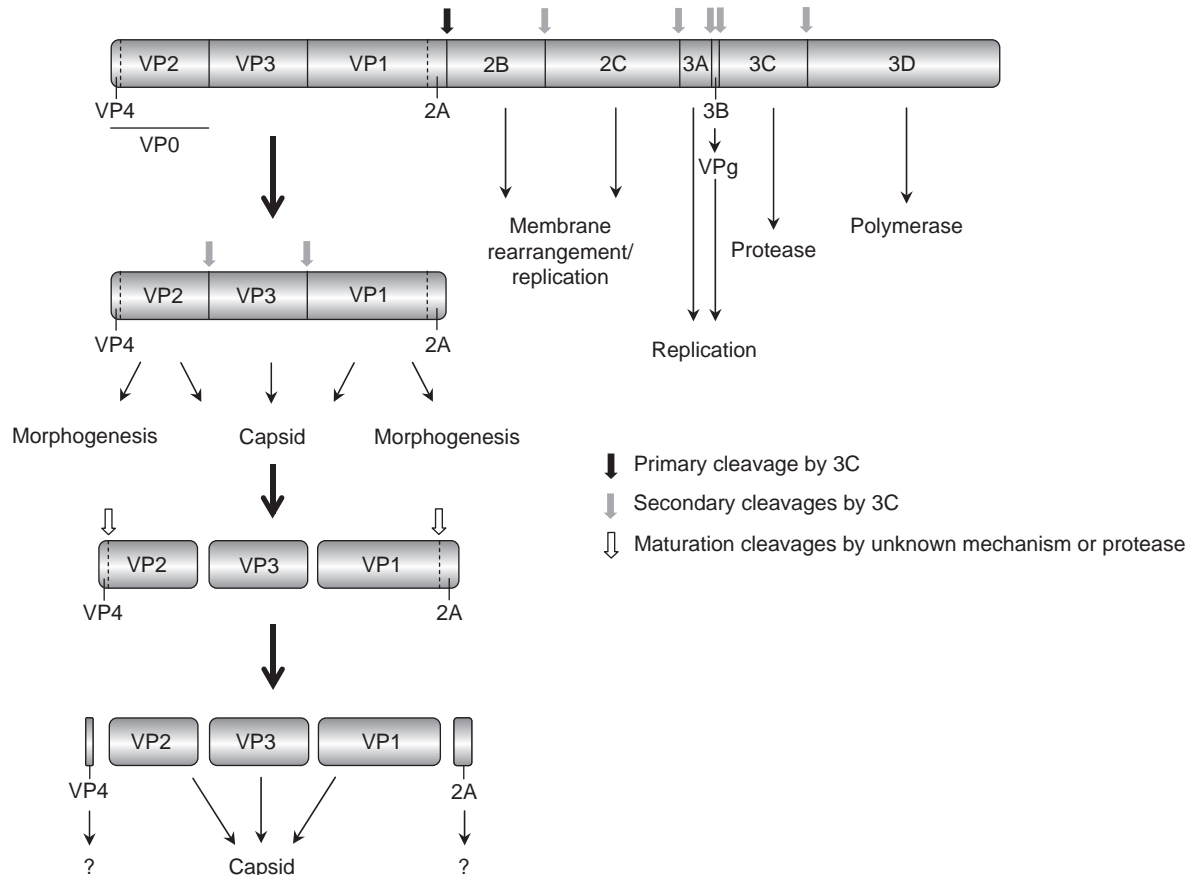 VP2 VP3 VP1 2B 2C 3A 3C 3D
VP4 2A 3B
VP0
VPg
Membrane
rearrangement/
replication
Protease
Polymerase
Replication
VP2 VP3 VP1
VP4 2A
Morphogenesis Capsid Morphogenesis
Primary cleavage by 3C
Secondary cleavages by 3C
Maturation cleavages by unknown mechanism or protease
VP2 VP3 VP1
VP4 2A
VP2 VP3 VP1
VP4 2A
? Capsid ?